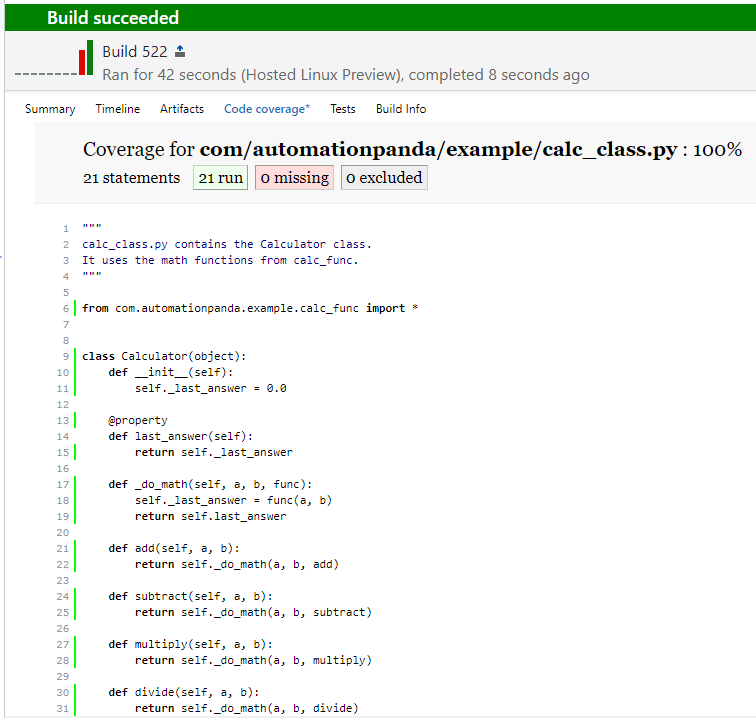 Build succeeded
Build 522
Ran for 42 seconds (Hosted Linux Preview), completed 8 seconds ago
Summary Timeline Artifacts Code coverage* Tests Build Info
Coverage for com/automationpanda/example/calc_class.py : 100%
21 statements 21 run 0 missing 0 excluded
1 """
2 calc_class.py contains the Calculator class.
3 It uses the math functions from calc_func.
4 """
5
6 from com.automationpanda.example.calc_func import *
7
8
9 class Calculator(object):
10     def __init__(self):
11         self._last_answer = 0.0
12
13     @property
14     def last_answer(self):
15         return self._last_answer
16
17     def _do_math(self, a, b, func):
18         self._last_answer = func(a, b)
19         return self.last_answer
20
21     def add(self, a, b):
22         return self._do_math(a, b, add)
23
24     def subtract(self, a, b):
25         return self._do_math(a, b, subtract)
26
27     def multiply(self, a, b):
28         return self._do_math(a, b, multiply)
29
30     def divide(self, a, b):
31         return self._do_math(a, b, divide)